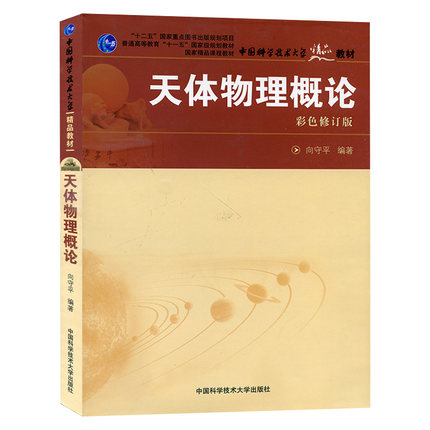 "十二五"国家重点图书出版规划项目
普通高等教育"十一五"国家级规划教材
国家精品课程教材
中国科学技术大学精品教材
天体物理概论
彩色修订版
向守平 编著
中国科学技术大学出版社
中国科学技术大学精品教材
天体物理概论
向守平 编著
中国科学技术大学出版社